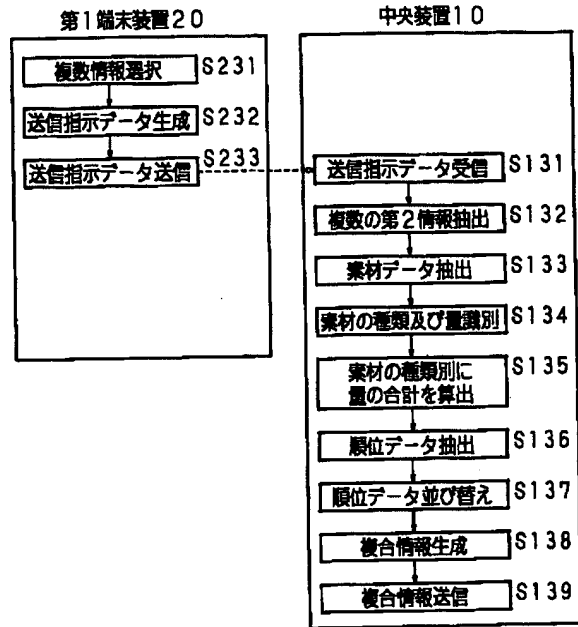 第1端末装置20
複数情報選択
S231
送信指示データ生成
S232
送信指示データ送信
S233
中央装置10
送信指示データ受信
S131
複数の第2情報抽出
S132
素材データ抽出
S133
素材の種類及び量識別
S134
素材の種類別に
量の合計を算出
S135
順位データ抽出
S136
順位データ並び替え
S137
複合情報生成
S138
複合情報送信
S139